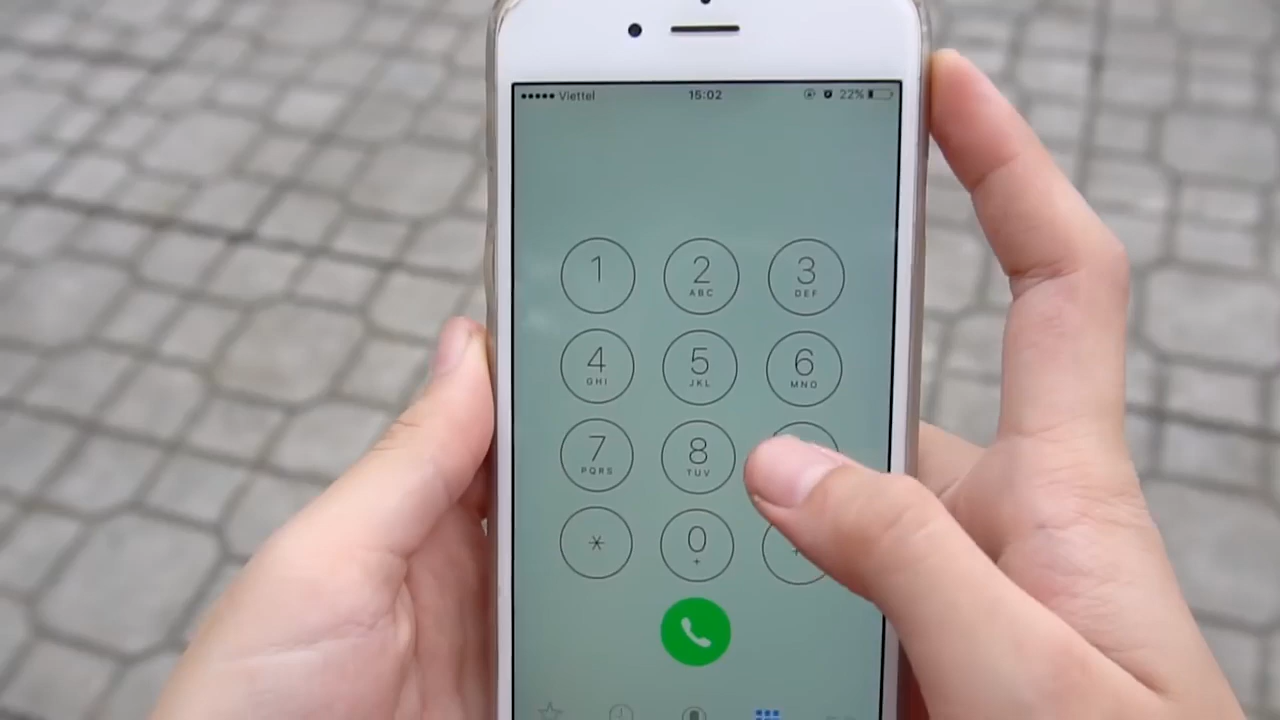 Viettel 15:02 22%
1 2 3
ABC DEF
4 5 6
GHI JKL MNO
7 8
PQRS TUV
* 0
+